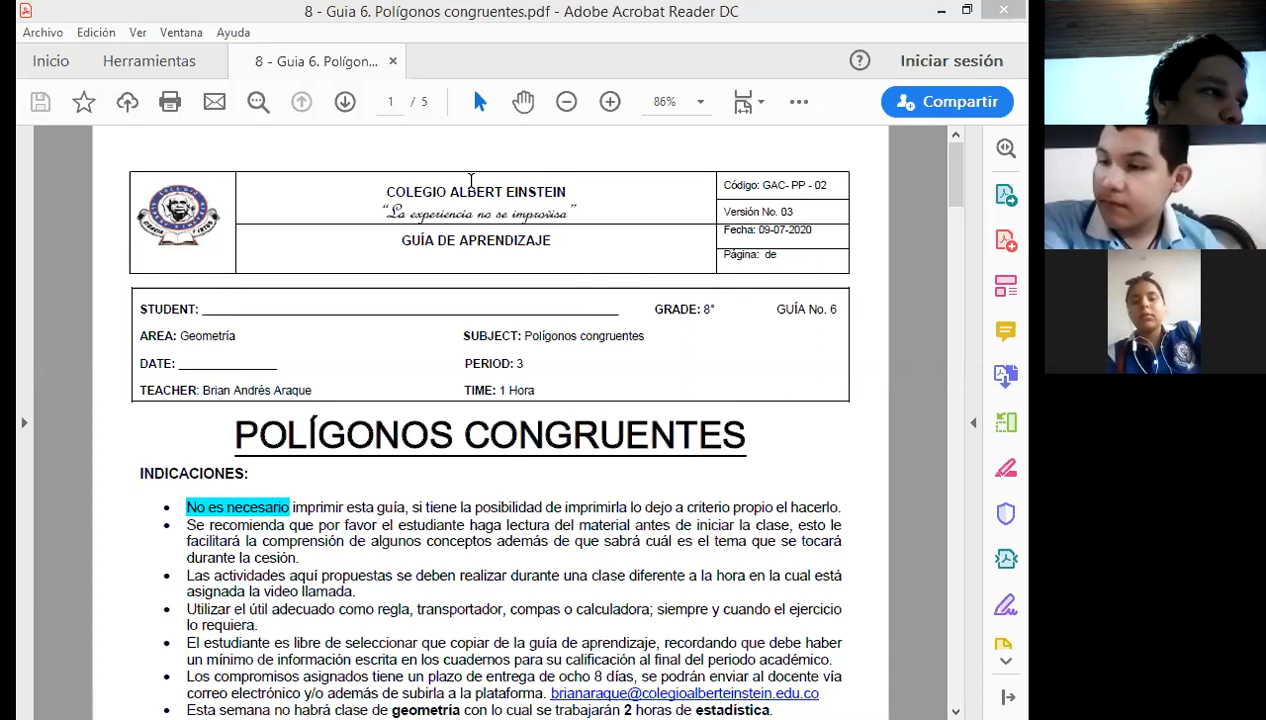 8 - Guia 6. Polígonos congruentes.pdf - Adobe Acrobat Reader DC
Archivo Edición Ver Ventana Ayuda
Inicio Herramientas 8 - Guia 6. Polígon... × Iniciar sesión
1 / 5 86% Compartir
COLEGIO ALBERT EINSTEIN
"La experiencia no se improvisa"
GUÍA DE APRENDIZAJE
Código: GAC- PP - 02
Versión No. 03
Fecha: 09-07-2020
Página: de
STUDENT: GRADE: 8° GUÍA No. 6
AREA: Geometría SUBJECT: Polígonos congruentes
DATE: PERIOD: 3
TEACHER: Brian Andrés Araque TIME: 1 Hora
POLÍGONOS CONGRUENTES
INDICACIONES:
• No es necesario imprimir esta guía, si tiene la posibilidad de imprimirla lo dejo a criterio propio el hacerlo.
• Se recomienda que por favor el estudiante haga lectura del material antes de iniciar la clase, esto le
facilitará la comprensión de algunos conceptos además de que sabrá cuál es el tema que se tocará
durante la cesión.
• Las actividades aquí propuestas se deben realizar durante una clase diferente a la hora en la cual está
asignada la video llamada.
• Utilizar el útil adecuado como regla, transportador, compas o calculadora; siempre y cuando el ejercicio
lo requiera.
• El estudiante es libre de seleccionar que copiar de la guía de aprendizaje, recordando que debe haber
un mínimo de información escrita en los cuadernos para su calificación al final del periodo académico.
• Los compromisos asignados tiene un plazo de entrega de ocho 8 días, se podrán enviar al docente vía
correo electrónico y/o además de subirla a la plataforma. brianaraque@colegioalberteinstein.edu.co
• Esta semana no habrá clase de geometría con lo cual se trabajarán 2 horas de estadística.